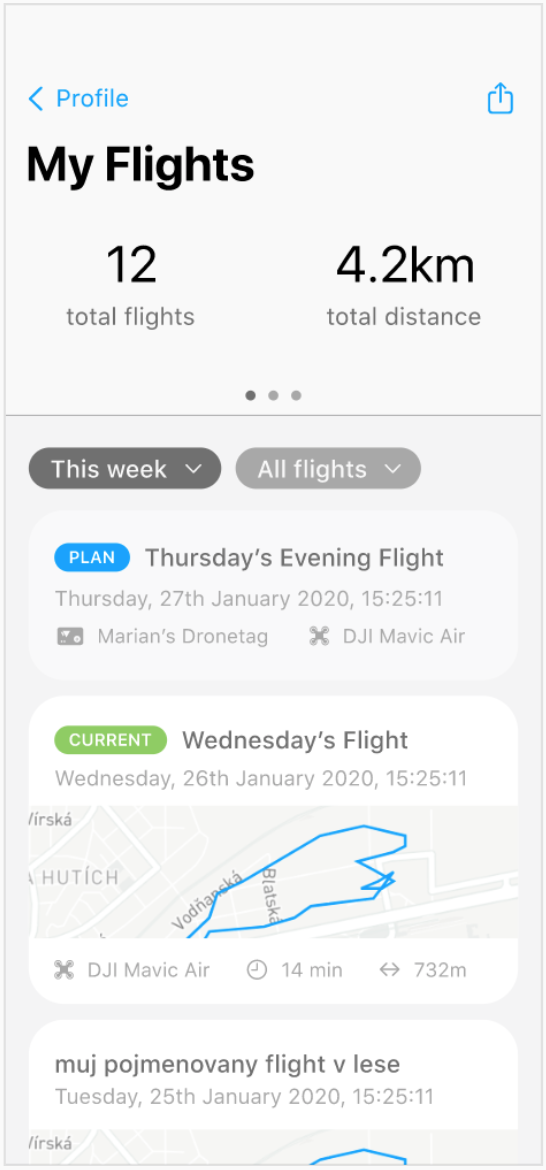 Profile
My Flights
12 4.2km
total flights total distance
This week All flights
PLAN Thursday’s Evening Flight
Thursday, 27th January 2020, 15:25:11
Marian’s Dronetag DJI Mavic Air
CURRENT Wednesday’s Flight
Wednesday, 26th January 2020, 15:25:11
Vírská
A HUTÍCH
Vodňanská
Blatská
DJI Mavic Air 14 min 732m
muj pojmenovany flight v lese
Tuesday, 25th January 2020, 15:25:11
Vírská